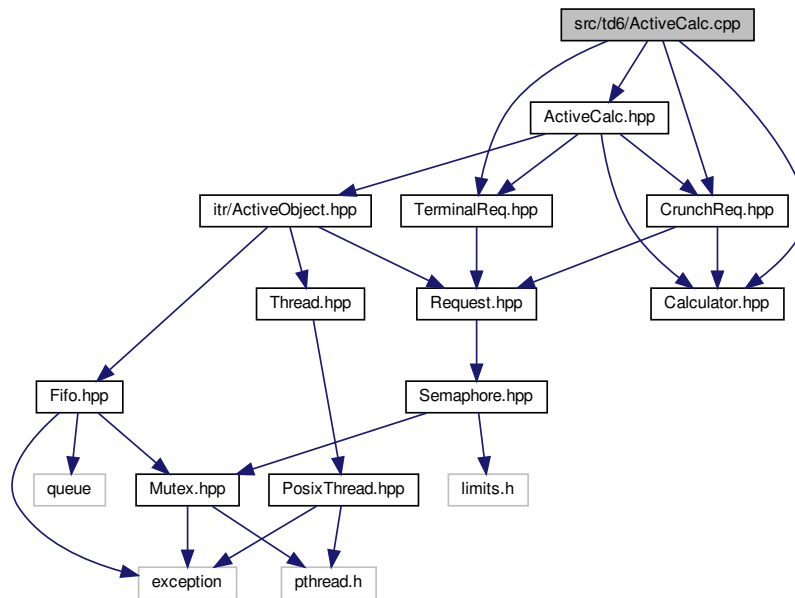 src/td6/ActiveCalc.cpp
ActiveCalc.hpp
itr/ActiveObject.hpp
TerminalReq.hpp
CrunchReq.hpp
Thread.hpp
Request.hpp
Calculator.hpp
Fifo.hpp
Semaphore.hpp
queue
Mutex.hpp
PosixThread.hpp
limits.h
exception
pthread.h